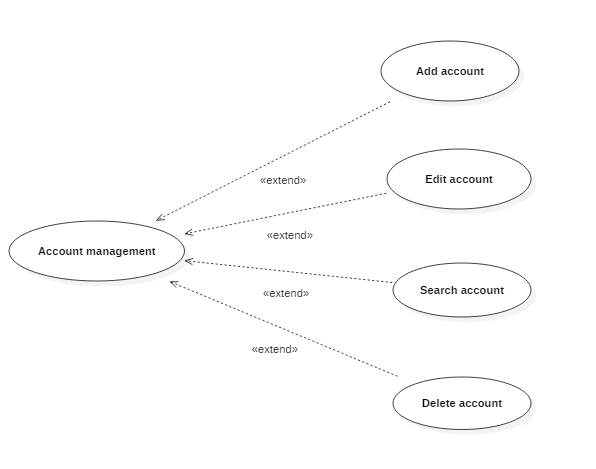 Add account
«extend»
Edit account
«extend»
Account management
«extend»
Search account
«extend»
Delete account